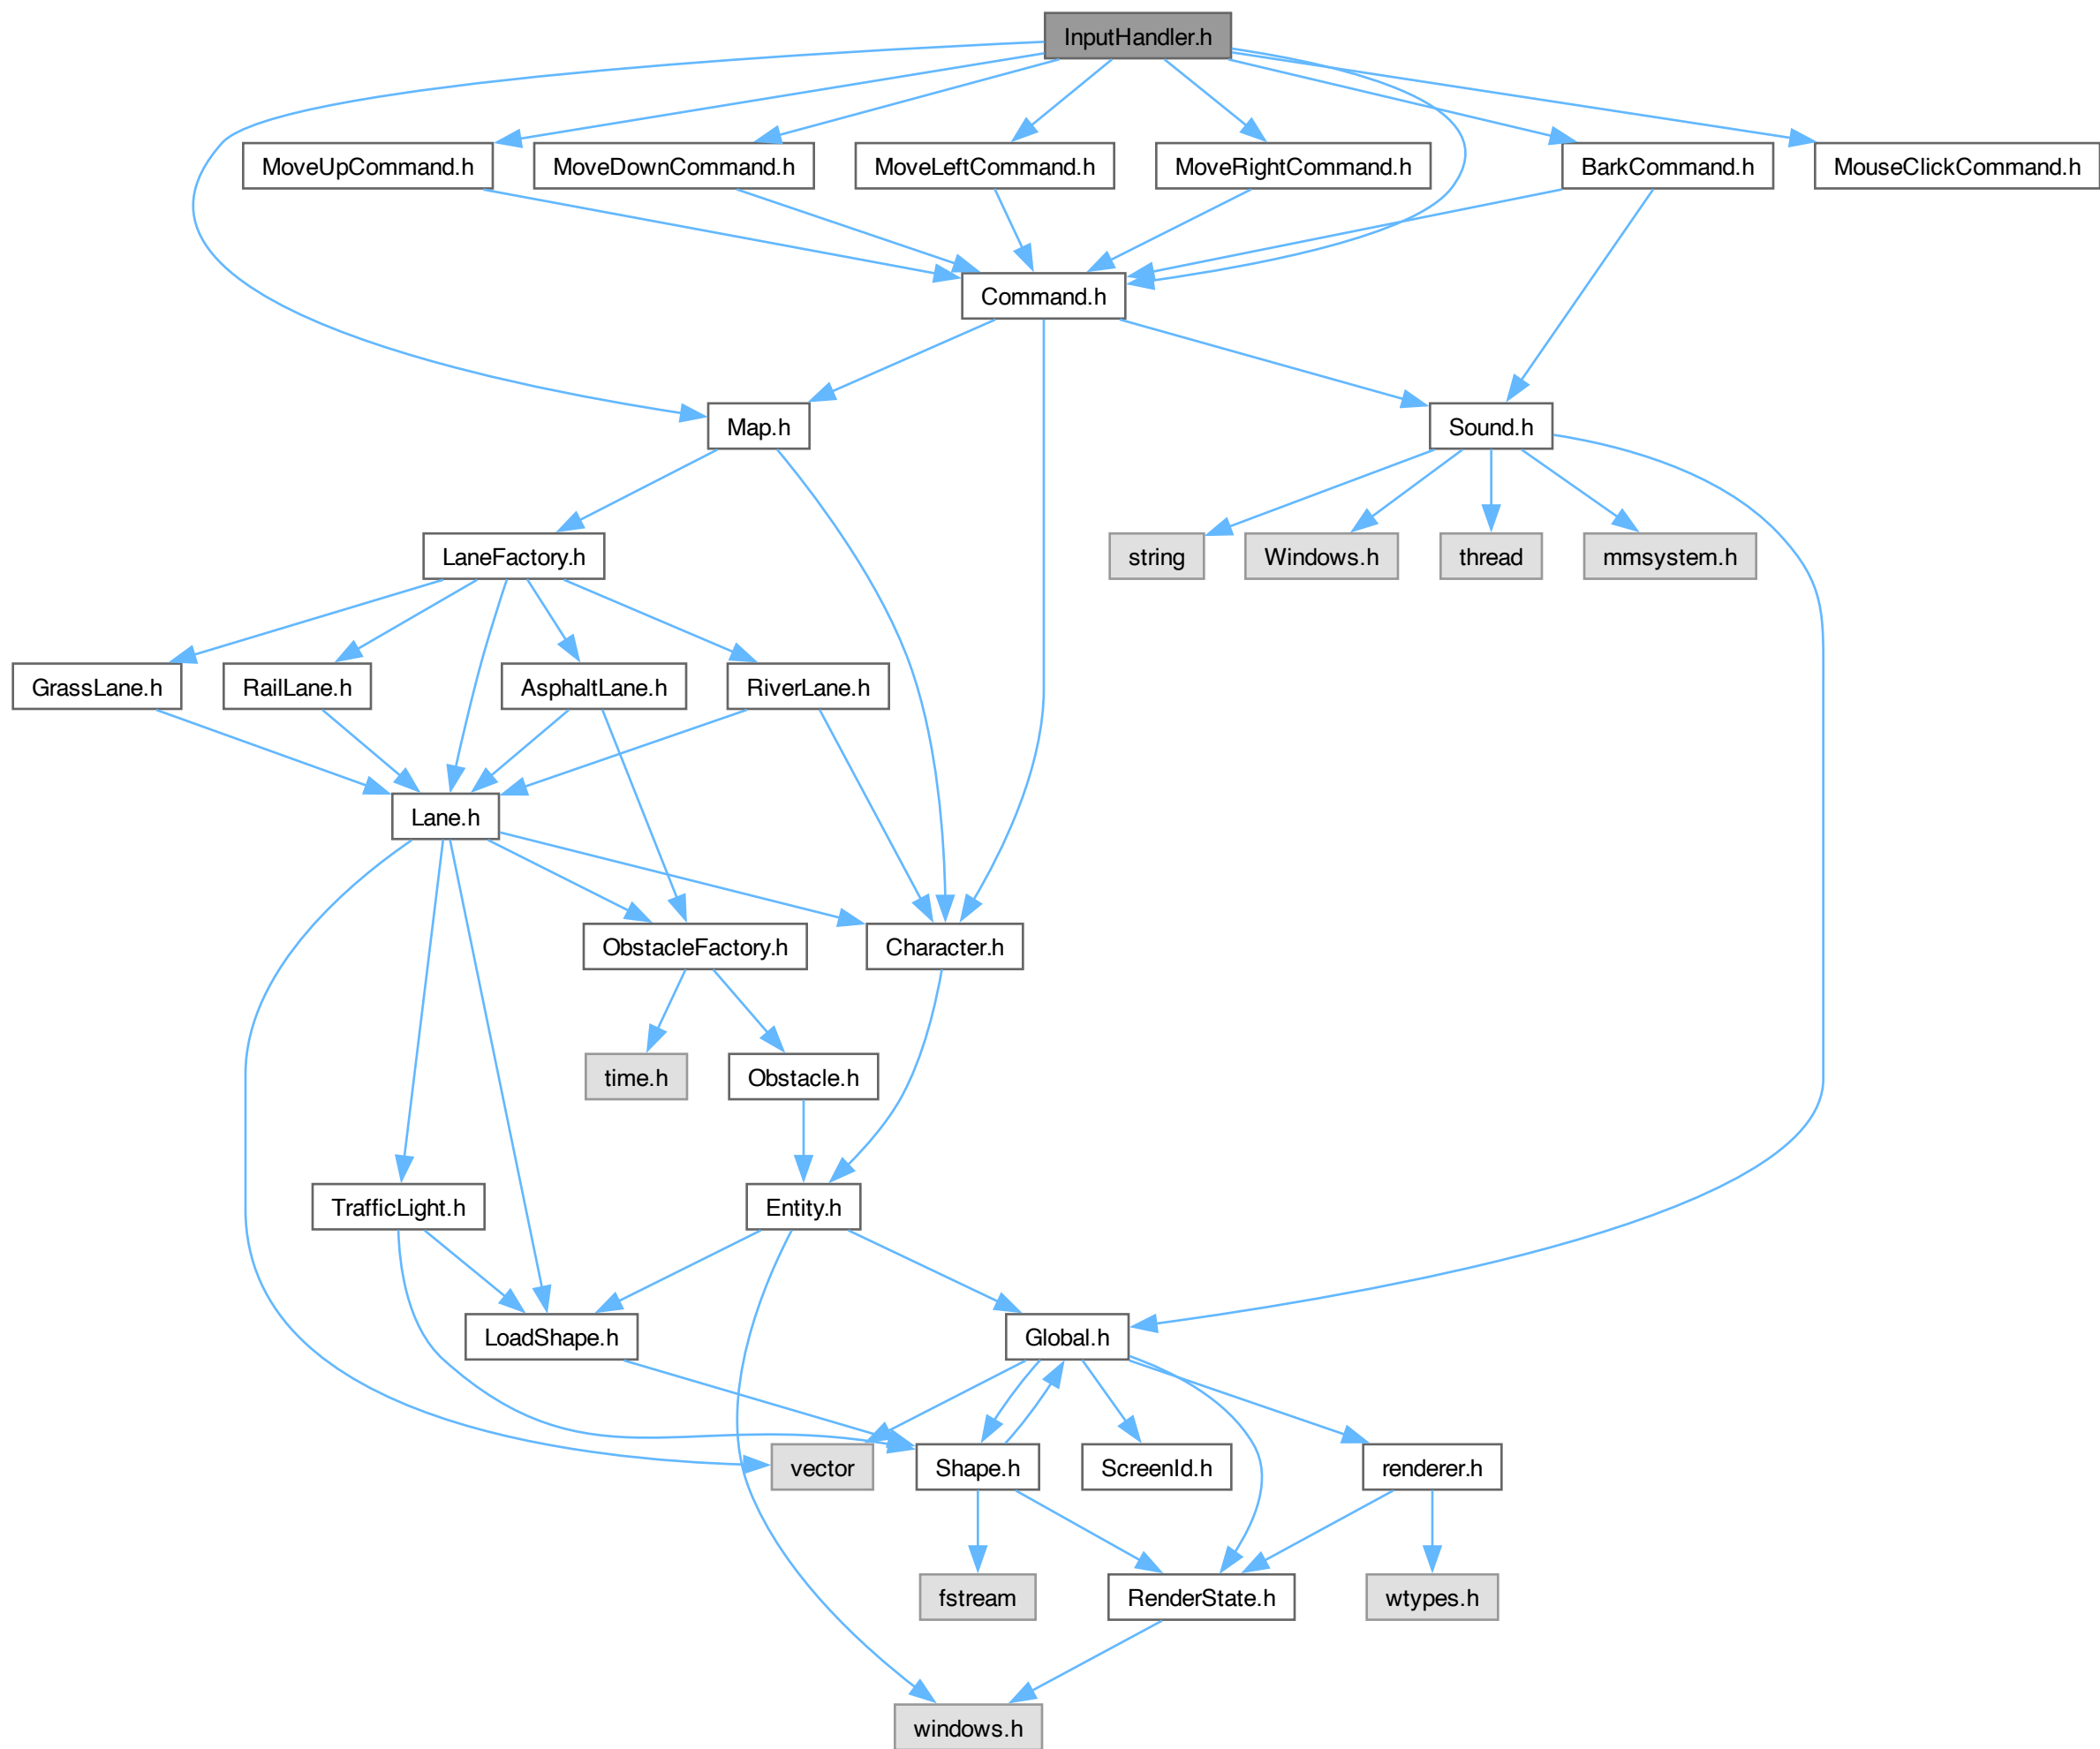 InputHandler.h
MoveUpCommand.h
MoveDownCommand.h
MoveLeftCommand.h
MoveRightCommand.h
BarkCommand.h
MouseClickCommand.h
Command.h
Map.h
Sound.h
LaneFactory.h
string
Windows.h
thread
mmsystem.h
GrassLane.h
RailLane.h
AsphaltLane.h
RiverLane.h
Lane.h
ObstacleFactory.h
Character.h
time.h
Obstacle.h
TrafficLight.h
Entity.h
LoadShape.h
Global.h
vector
Shape.h
ScreenId.h
renderer.h
fstream
RenderState.h
wtypes.h
windows.h